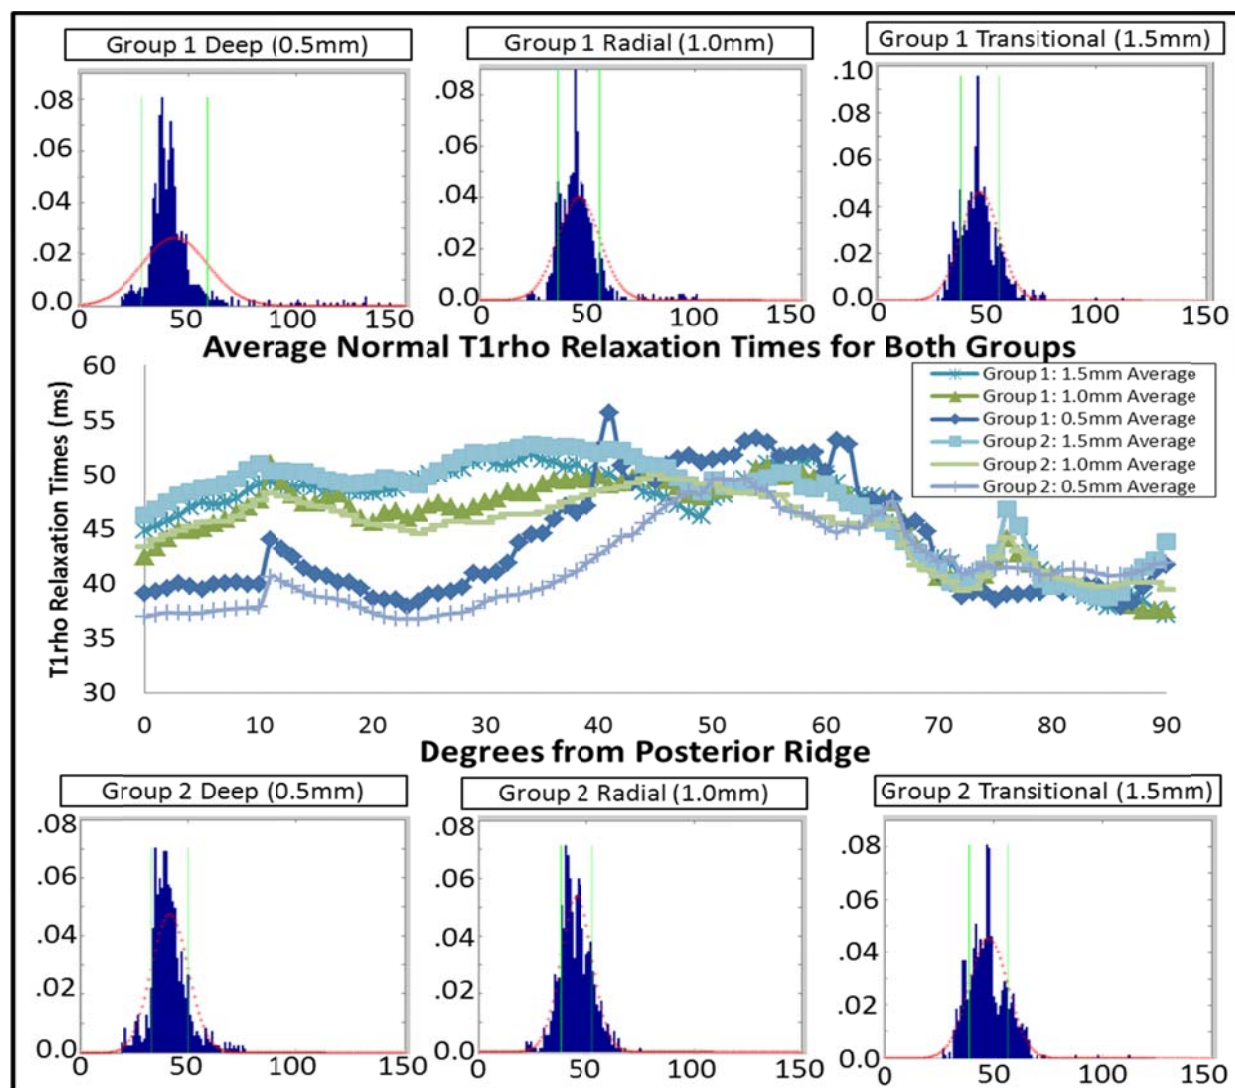 Group 1 Deep (0.5mm)
Group 1 Radial (1.0mm)
Group 1 Transitional (1.5mm)
.08
.06
.04
.02
0.0
0 50 100 150
.08
.06
.04
.02
0.0
0 50 100 150
.10
.08
.06
.04
.02
0.0
0 50 100 150
Average Normal T1rho Relaxation Times for Both Groups
T1rho Relaxation Times (ms)
60
55
50
45
40
35
30
Group 1: 1.5mm Average
Group 1: 1.0mm Average
Group 1: 0.5mm Average
Group 2: 1.5mm Average
Group 2: 1.0mm Average
Group 2: 0.5mm Average
0 10 20 30 40 50 60 70 80 90
Degrees from Posterior Ridge
Group 2 Deep (0.5mm)
Group 2 Radial (1.0mm)
Group 2 Transitional (1.5mm)
.08
.06
.04
.02
0.0
0 50 100 150
.08
.06
.04
.02
0.0
0 50 100 150
.08
.06
.04
.02
0.0
0 50 100 150